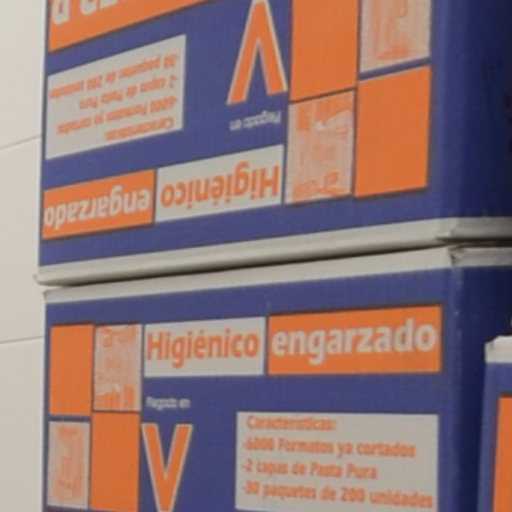 Higiénico engarzado
Plegado en
V
Características:
-6000 Formatos ya cortados
-2 capas de Pasta Pura
-30 paquetes de 200 unidades
Higiénico engarzado
Plegado en
V
Características:
-6000 Formatos ya cortados
-2 capas de Pasta Pura
-30 paquetes de 200 unidades